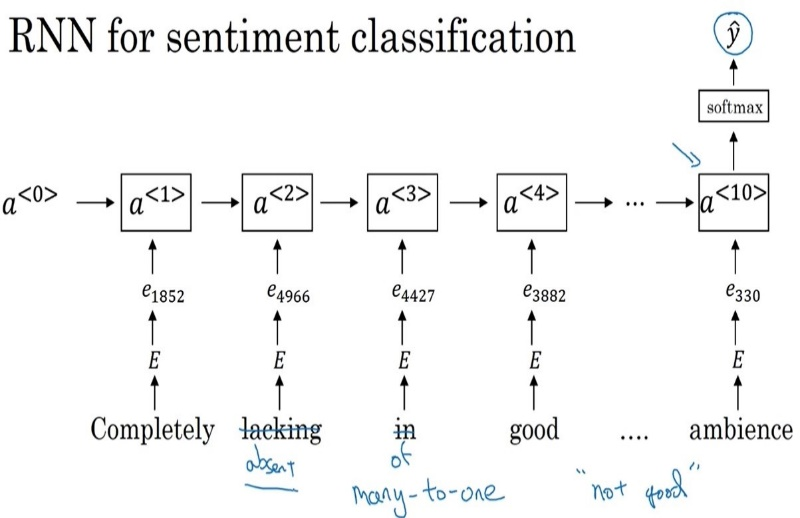 RNN for sentiment classification
ŷ
softmax
a<0> a<1> a<2> a<3> a<4> ... a<10>
e1852 e4966 e4427 e3882 e330
E E E E E
Completely lacking in good .... ambience
absent of
many-to-one "not good"